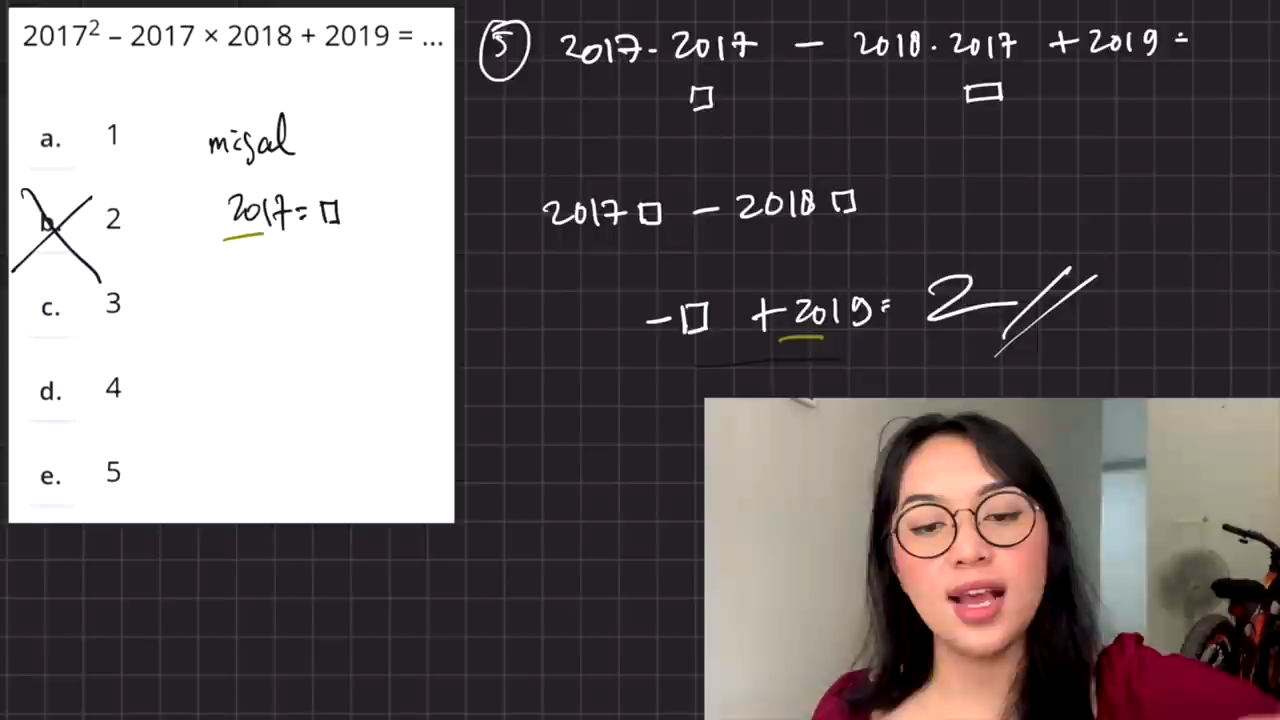 2017² – 2017 × 2018 + 2019 = ...
a. 1
b. 2
c. 3
d. 4
e. 5
misal
2017 = □
5 2017 · 2017 – 2018 · 2017 + 2019 =
□ □
2017 □ – 2018 □
– □ + 2019 = 2 //